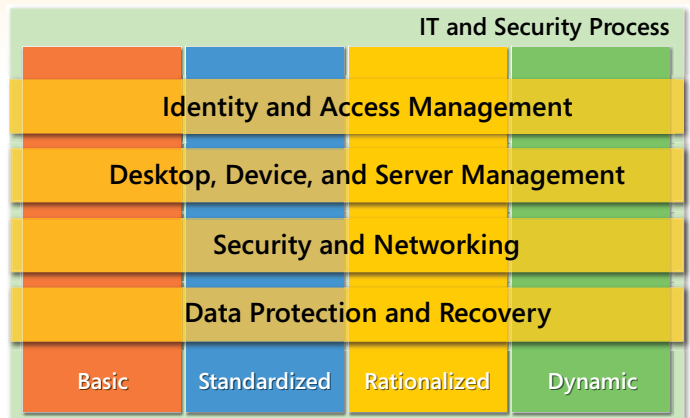 IT and Security Process
Identity and Access Management
Desktop, Device, and Server Management
Security and Networking
Data Protection and Recovery
Basic
Standardized
Rationalized
Dynamic